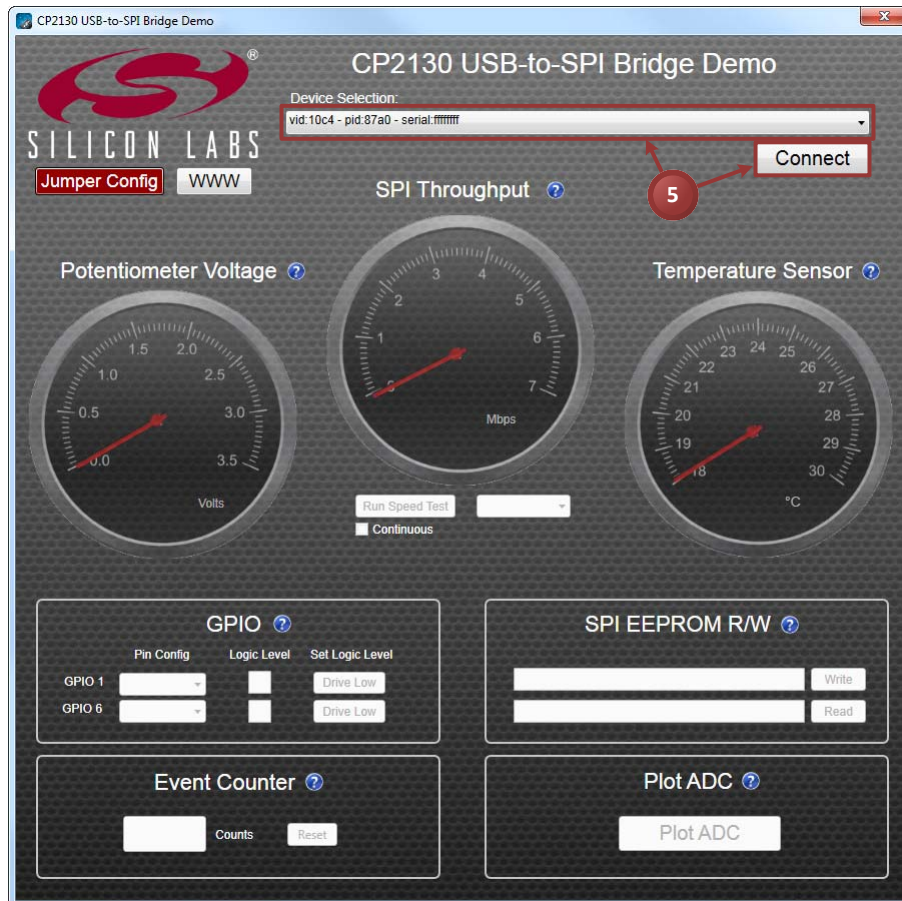 CP2130 USB-to-SPI Bridge Demo
x
®
CP2130 USB-to-SPI Bridge Demo
Device Selection:
vid:10c4 - pid:87a0 - serial:ffffffff
SILICON LABS
Connect
Jumper Config WWW
5
SPI Throughput ?
Potentiometer Voltage ?
Temperature Sensor ?
0.0 0.5 1.0 1.5 2.0 2.5 3.0 3.5
Volts
0 1 2 3 4 5 6 7
Mbps
18 19 20 21 22 23 24 25 26 27 28 29 30
°C
Run Speed Test
Continuous
GPIO ?
Pin Config Logic Level Set Logic Level
GPIO 1 Drive Low
GPIO 6 Drive Low
SPI EEPROM R/W ?
Write
Read
Event Counter ?
Counts Reset
Plot ADC ?
Plot ADC